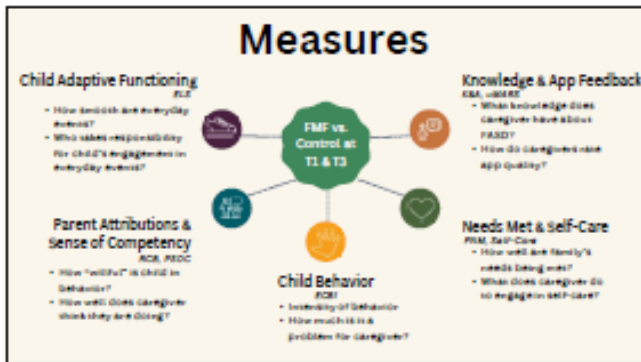 Measures
Child Adaptive Functioning
ELS
• How smooth are everyday
events?
• Who takes responsibility
for child's engagement in
everyday events?
Parent Attributions &
Sense of Competency
PSOC
• How "willful" is child in
behavior?
• How well does caregiver
think they are doing?
FMF vs.
Control at
T1 & T3
Child Behavior
ECBI
• Intensity of behavior
• How much is it a
problem for caregiver?
Knowledge & App Feedback
K&A, uMARS
• What knowledge does
caregiver have about
FASD?
• How do caregivers rate
app quality?
Needs Met & Self-Care
FNM, Self-Care
• How well are family's
needs being met?
• What does caregiver do
to engage in self-care?